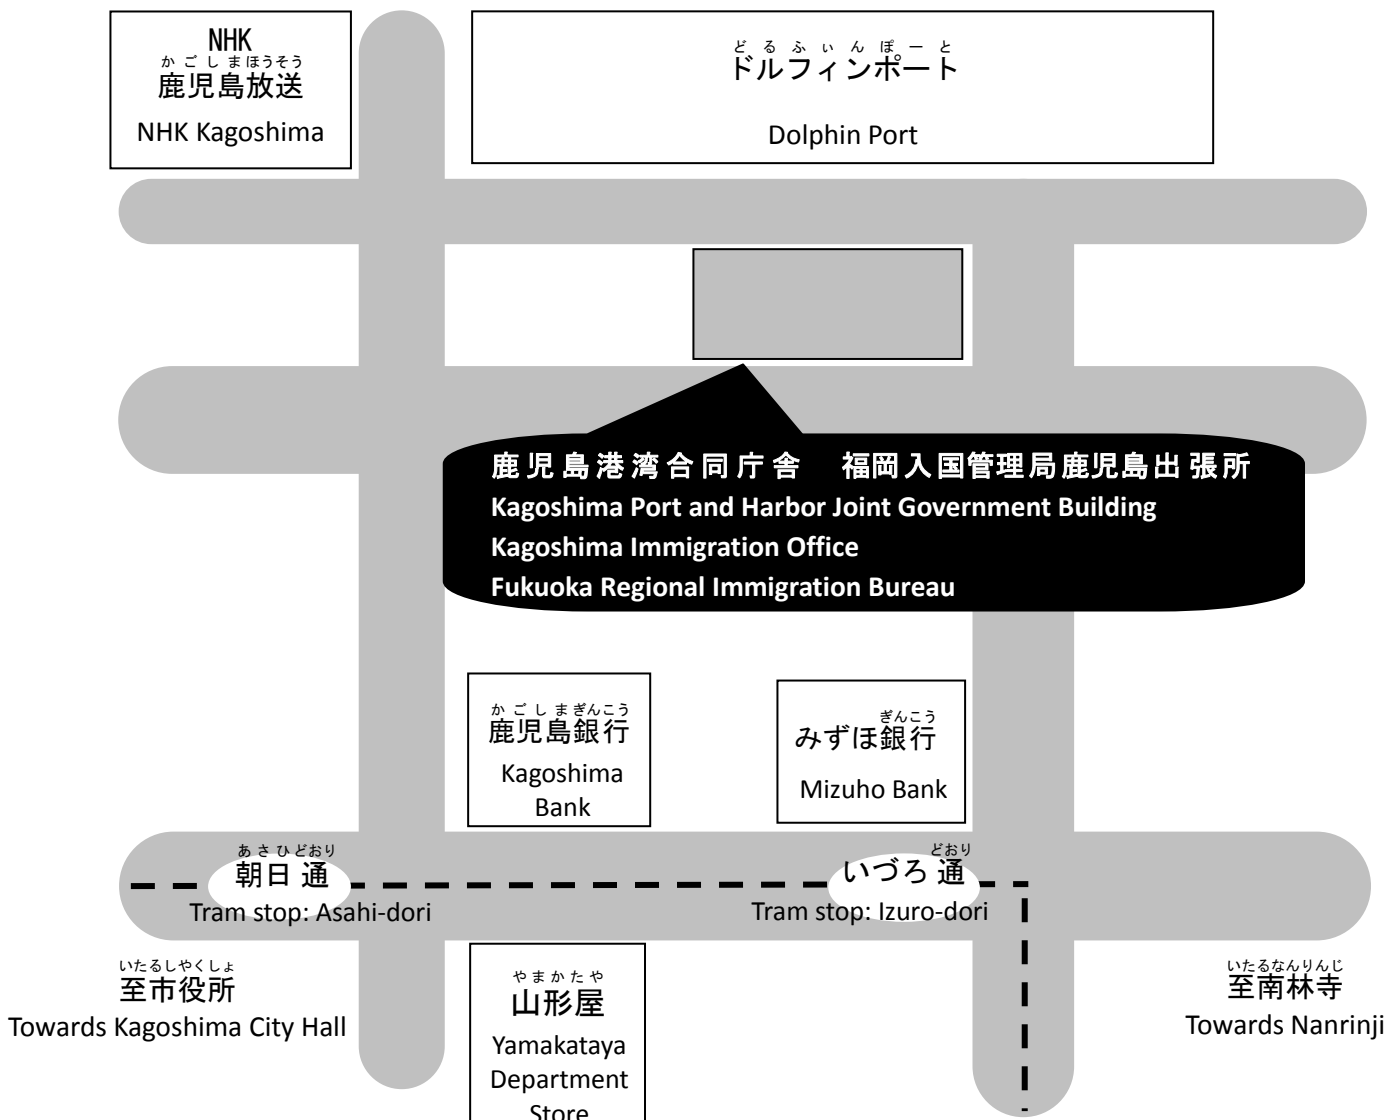 NHK
かごしまほうそう
鹿児島放送
NHK Kagoshima
どるふぃんぽーと
ドルフィンポート
Dolphin Port
鹿児島港湾合同庁舎 福岡入国管理局鹿児島出張所
Kagoshima Port and Harbor Joint Government Building
Kagoshima Immigration Office
Fukuoka Regional Immigration Bureau
かごしまぎんこう
鹿児島銀行
Kagoshima
Bank
ぎんこう
みずほ銀行
Mizuho Bank
あさひどおり
朝日通
Tram stop: Asahi-dori
どおり
いづろ通
Tram stop: Izuro-dori
いたるしやくしょ
至市役所
Towards Kagoshima City Hall
やまかたや
山形屋
Yamakataya
Department
Store
いたるなんりんじ
至南林寺
Towards Nanrinji